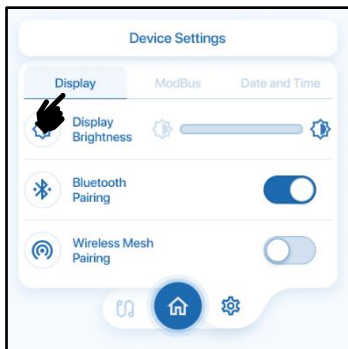 Device Settings
Display ModBus Date and Time
Display
Brightness
Bluetooth
Pairing
Wireless Mesh
Pairing